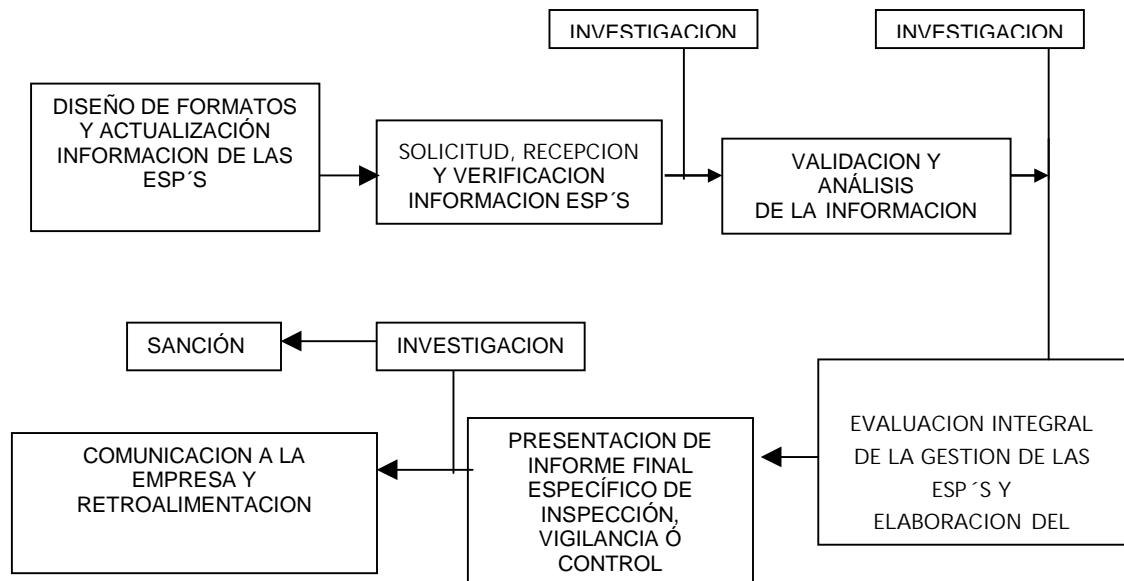 INVESTIGACION
INVESTIGACION
DISEÑO DE FORMATOS
Y ACTUALIZACIÓN
INFORMACION DE LAS
ESP´S
SOLICITUD, RECEPCION
Y VERIFICACION
INFORMACION ESP´S
VALIDACION Y
ANÁLISIS
DE LA INFORMACION
SANCIÓN
INVESTIGACION
COMUNICACION A LA
EMPRESA Y
RETROALIMENTACION
PRESENTACION DE
INFORME FINAL
ESPECÍFICO DE
INSPECCIÓN,
VIGILANCIA Ó
CONTROL
EVALUACION INTEGRAL
DE LA GESTION DE LAS
ESP´S Y
ELABORACION DEL